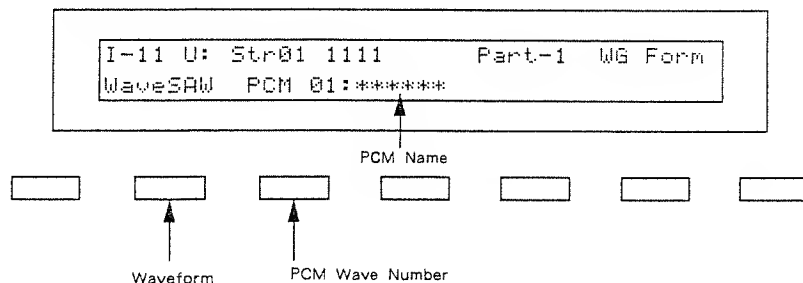 I-11 U: Str01 1111 Part-1 WG Form
WaveSAW PCM 01:******
PCM Name
Waveform PCM Wave Number